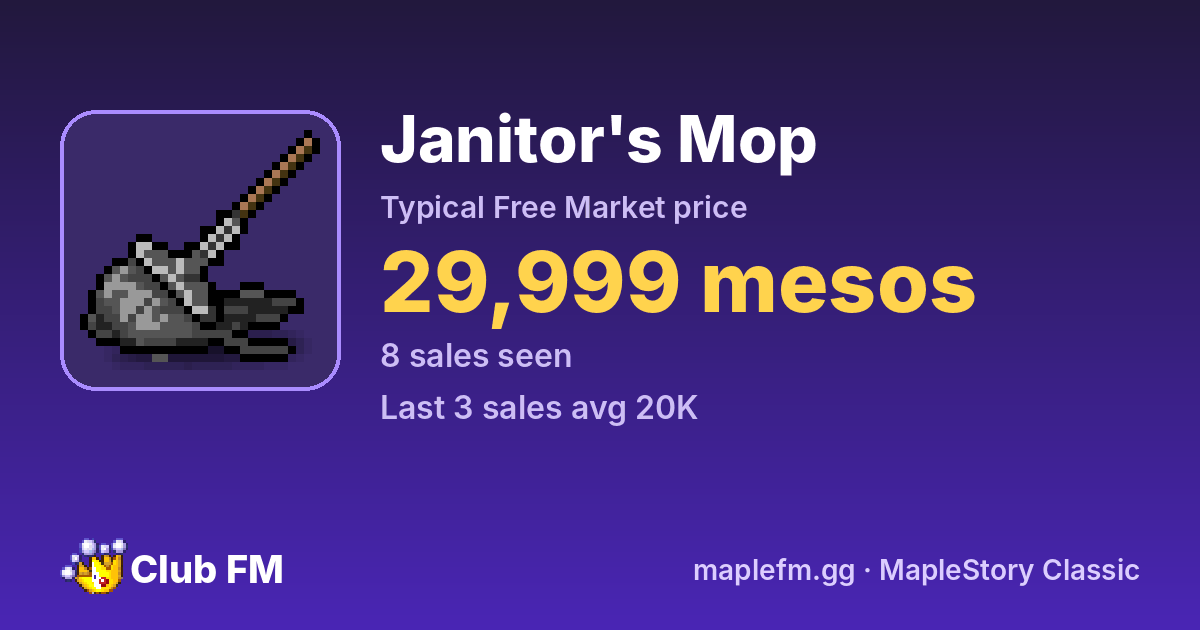 Janitor's Mop
Typical Free Market price
29,999 mesos
8 sales seen
Last 3 sales avg 20K
Club FM
maplefm.gg · MapleStory Classic